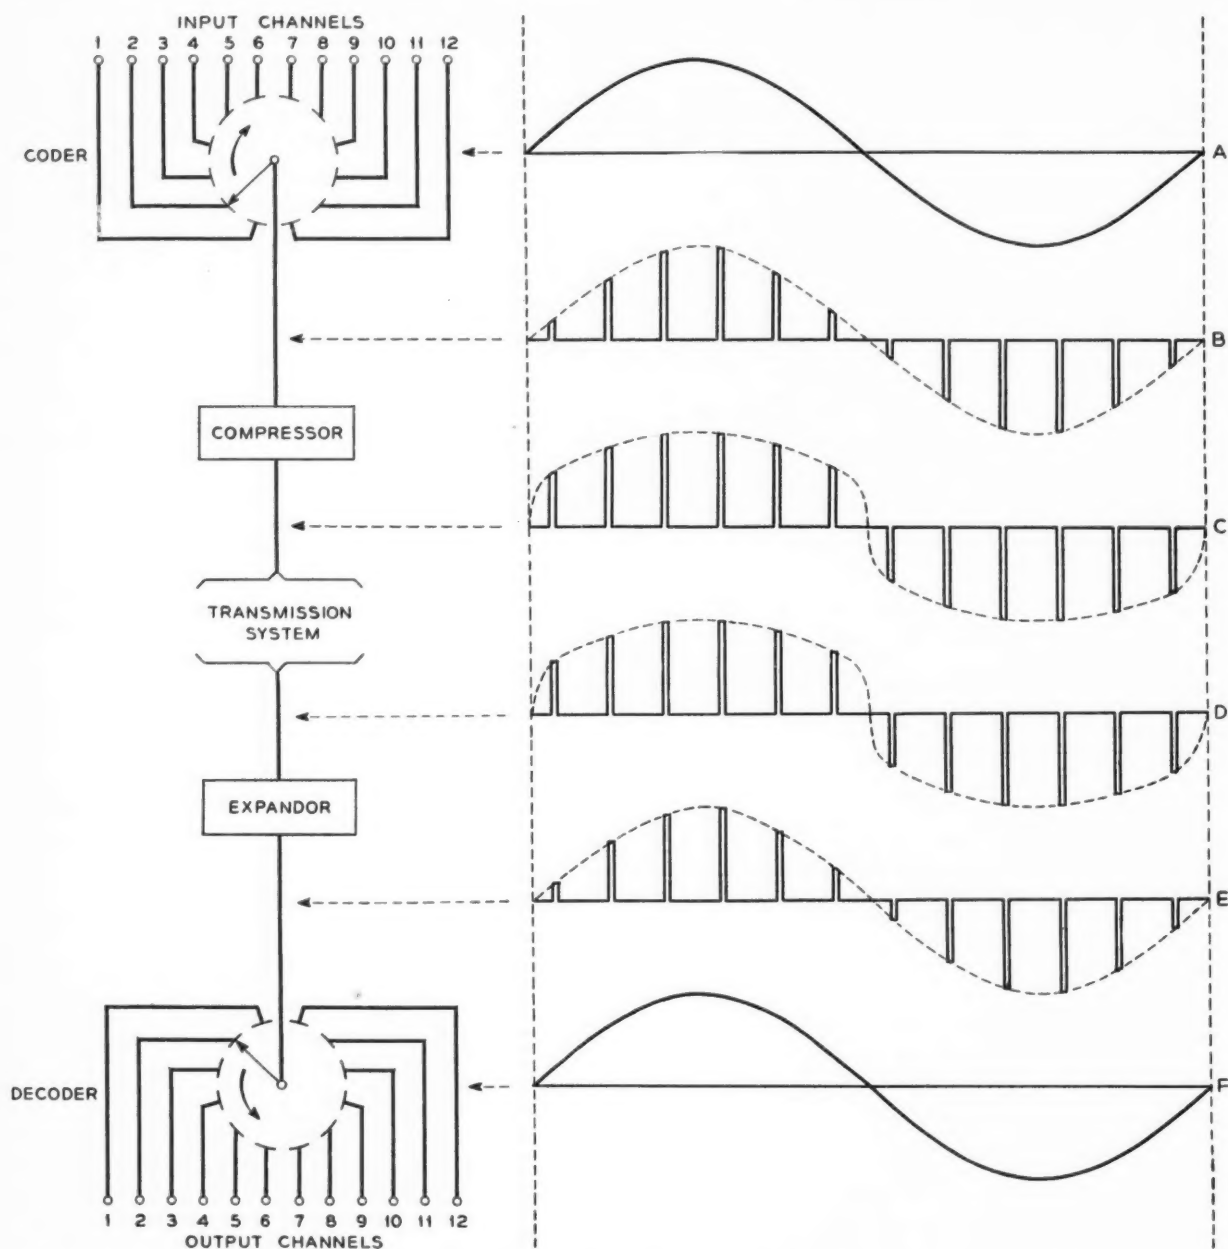 INPUT CHANNELS
1 2 3 4 5 6 7 8 9 10 11 12
CODER
A
B
COMPRESSOR
C
TRANSMISSION
SYSTEM
D
EXPANDOR
E
DECODER
F
1 2 3 4 5 6 7 8 9 10 11 12
OUTPUT CHANNELS